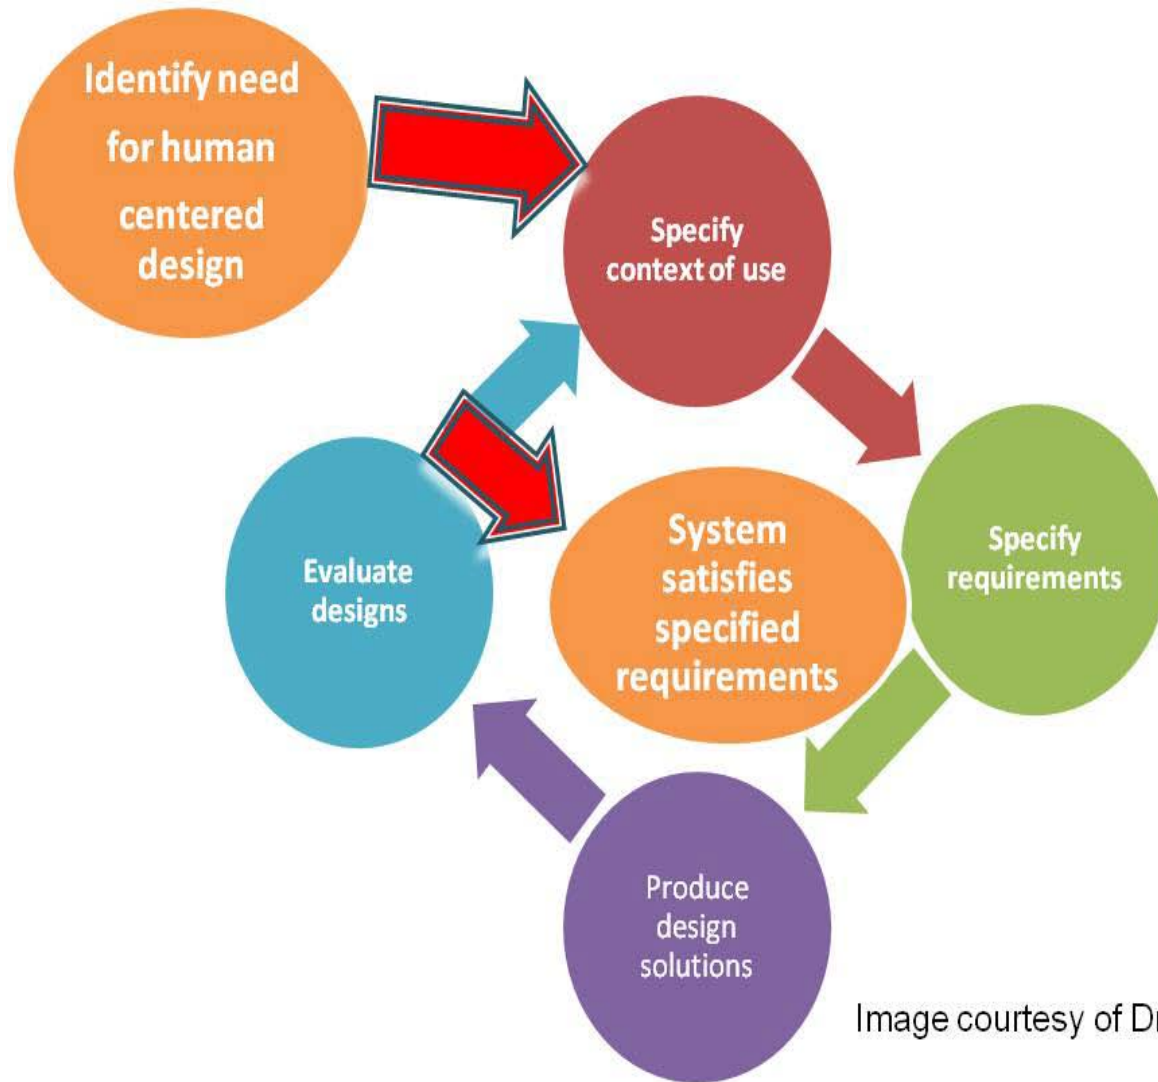 Identify need
for human
centered
design
Specify
context of use
Specify
requirements
System
satisfies
specified
requirements
Evaluate
designs
Produce
design
solutions
Image courtesy of